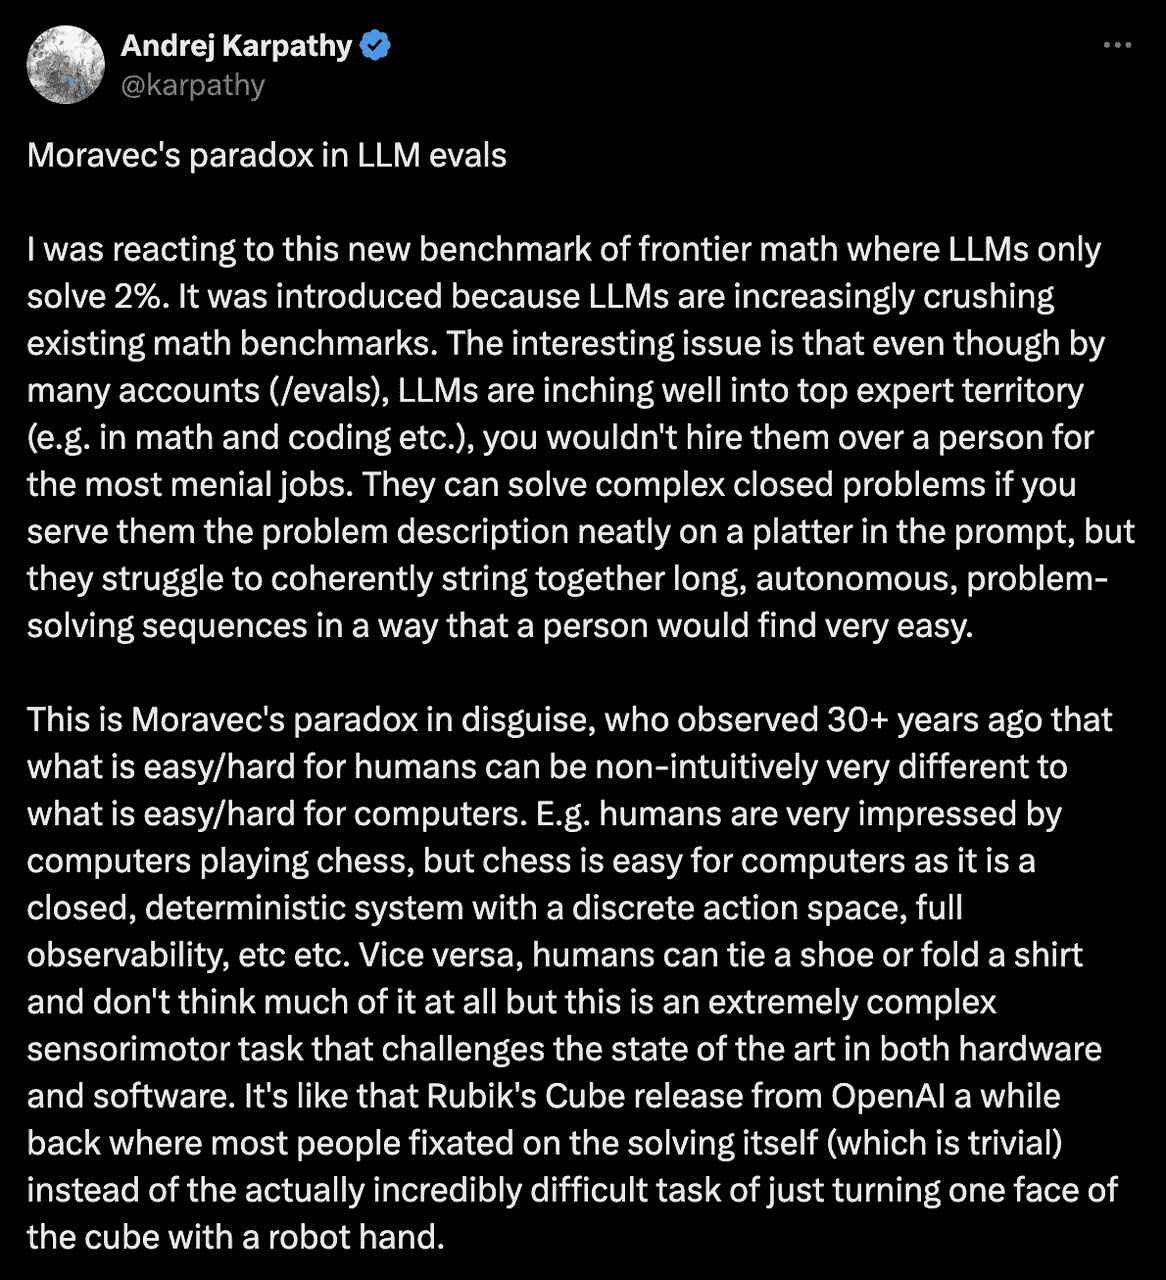 Andrej Karpathy
@karpathy
Moravec's paradox in LLM evals
I was reacting to this new benchmark of frontier math where LLMs only
solve 2%. It was introduced because LLMs are increasingly crushing
existing math benchmarks. The interesting issue is that even though by
many accounts (/evals), LLMs are inching well into top expert territory
(e.g. in math and coding etc.), you wouldn't hire them over a person for
the most menial jobs. They can solve complex closed problems if you
serve them the problem description neatly on a platter in the prompt, but
they struggle to coherently string together long, autonomous, problem-
solving sequences in a way that a person would find very easy.
This is Moravec's paradox in disguise, who observed 30+ years ago that
what is easy/hard for humans can be non-intuitively very different to
what is easy/hard for computers. E.g. humans are very impressed by
computers playing chess, but chess is easy for computers as it is a
closed, deterministic system with a discrete action space, full
observability, etc etc. Vice versa, humans can tie a shoe or fold a shirt
and don't think much of it at all but this is an extremely complex
sensorimotor task that challenges the state of the art in both hardware
and software. It's like that Rubik's Cube release from OpenAI a while
back where most people fixated on the solving itself (which is trivial)
instead of the actually incredibly difficult task of just turning one face of
the cube with a robot hand.